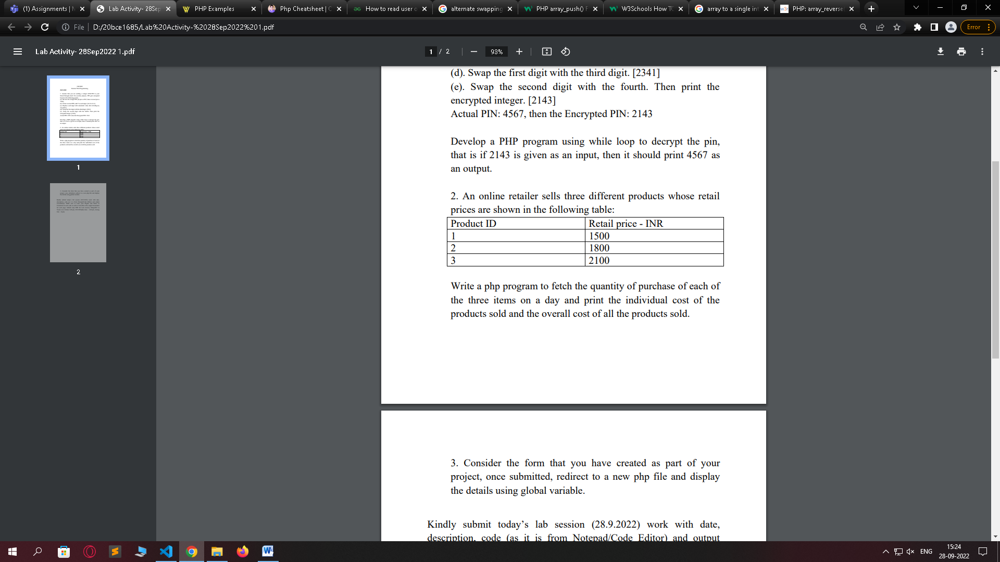 (1) Assignments |
Lab Activity- 28Sep
PHP Examples
Php Cheatsheet | C
How to read user o
alternate swapping
PHP array_push() F
W3Schools How TO
array to a single int
PHP: array_reverse
File
D:/20bce1685/Lab%20Activity-%2028Sep2022%201.pdf
Error
Lab Activity- 28Sep2022 1.pdf
1 / 2
93%
1
2
(d). Swap the first digit with the third digit. [2341]
(e). Swap the second digit with the fourth. Then print the
encrypted integer. [2143]
Actual PIN: 4567, then the Encrypted PIN: 2143
Develop a PHP program using while loop to decrypt the pin,
that is if 2143 is given as an input, then it should print 4567 as
an output.
2. An online retailer sells three different products whose retail
prices are shown in the following table:
Product ID Retail price - INR
1 1500
2 1800
3 2100
Write a php program to fetch the quantity of purchase of each of
the three items on a day and print the individual cost of the
products sold and the overall cost of all the products sold.
3. Consider the form that you have created as part of your
project, once submitted, redirect to a new php file and display
the details using global variable.
Kindly submit today’s lab session (28.9.2022) work with date,
description, code (as it is from Notepad/Code Editor) and output
ENG
15:24
28-09-2022